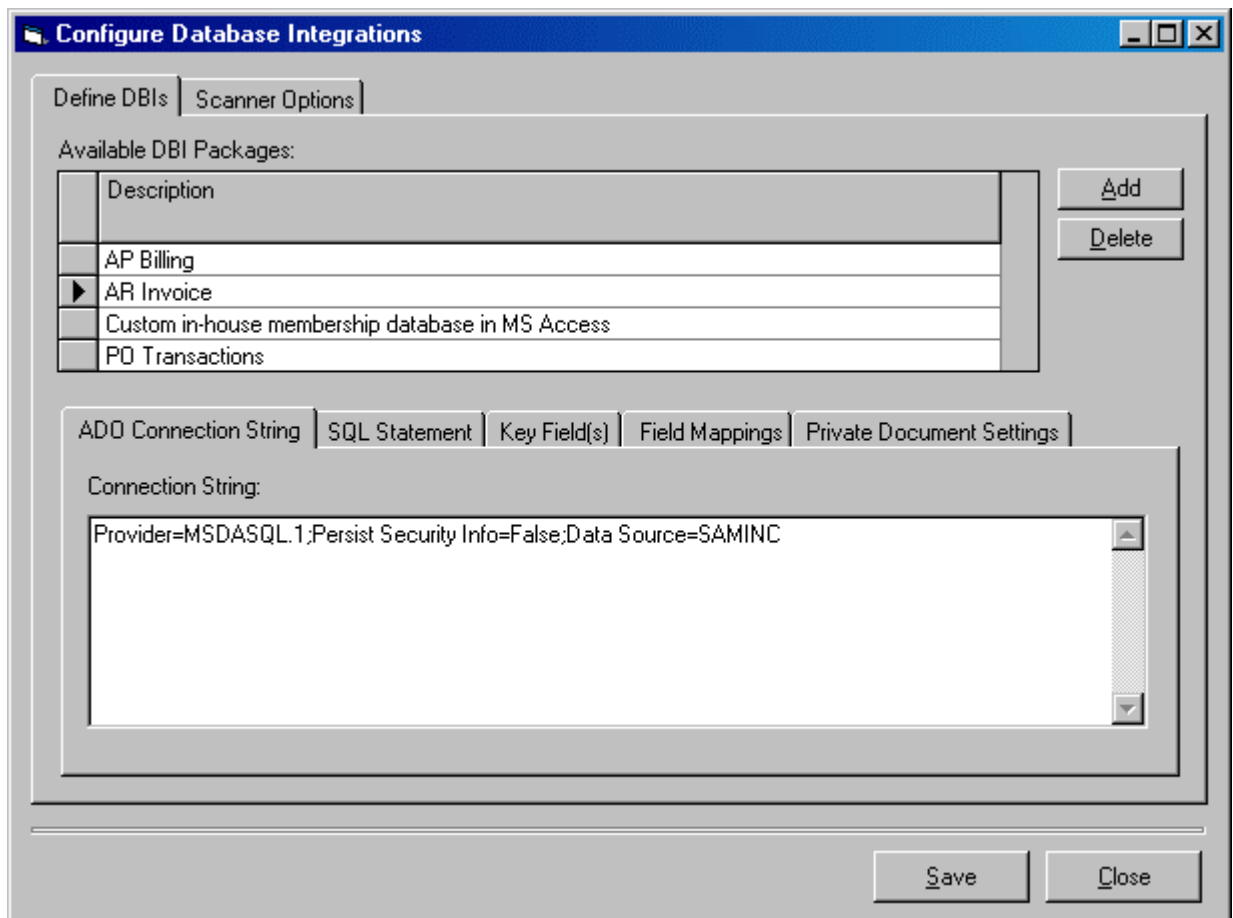 Configure Database Integrations
Define DBIs
Scanner Options
Available DBI Packages:
Description
Add
Delete
AP Billing
AR Invoice
Custom in-house membership database in MS Access
PO Transactions
ADO Connection String
SQL Statement
Key Field(s)
Field Mappings
Private Document Settings
Connection String:
Provider=MSDASQL.1;Persist Security Info=False;Data Source=SAMINC
Save
Close